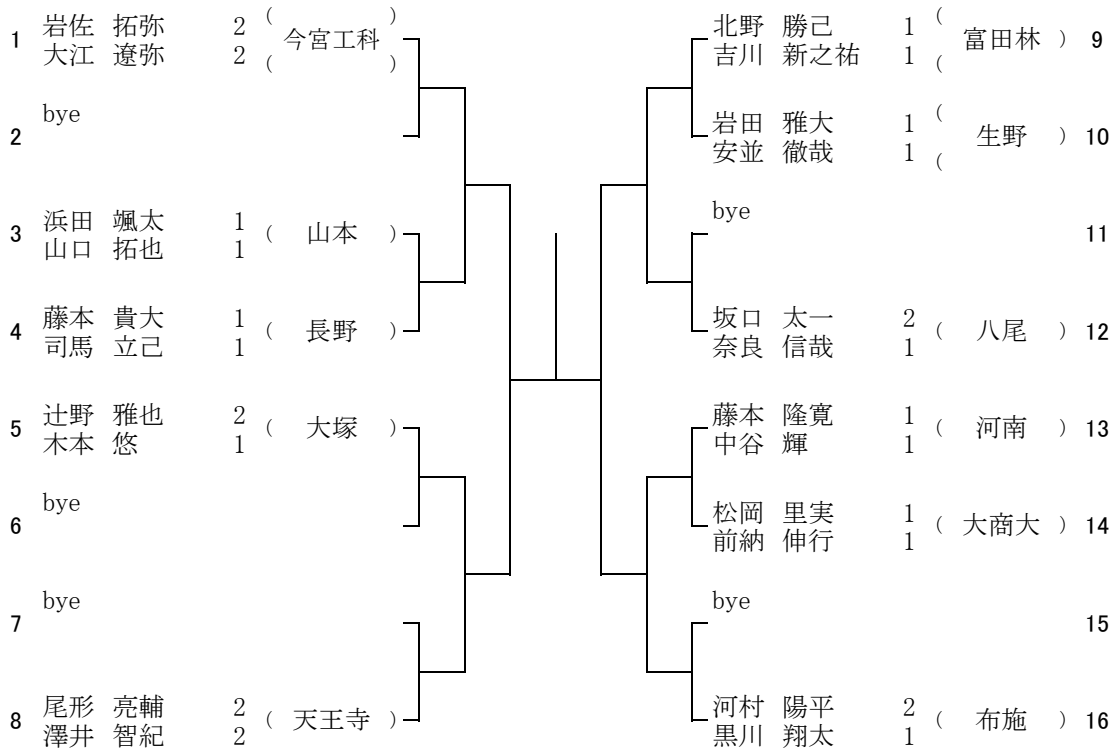 1 岩佐 拓弥 2 ( 今宮工科 )
大江 遼弥 2 ( )
2 bye
3 浜田 颯太 1 ( 山本 )
山口 拓也 1
4 藤本 貴大 1 ( 長野 )
司馬 立己 1
5 辻野 雅也 2 ( 大塚 )
木本 悠 1
6 bye
7 bye
8 尾形 亮輔 2 ( 天王寺 )
澤井 智紀 2
北野 勝己 1 ( 富田林 ) 9
吉川 新之祐 1 (
岩田 雅大 1 ( 生野 ) 10
安並 徹哉 1 (
bye 11
坂口 太一 2 ( 八尾 ) 12
奈良 信哉 1
藤本 隆寛 1 ( 河南 ) 13
中谷 輝 1
松岡 里実 1 ( 大商大 ) 14
前納 伸行 1
bye 15
河村 陽平 2 ( 布施 ) 16
黒川 翔太 1